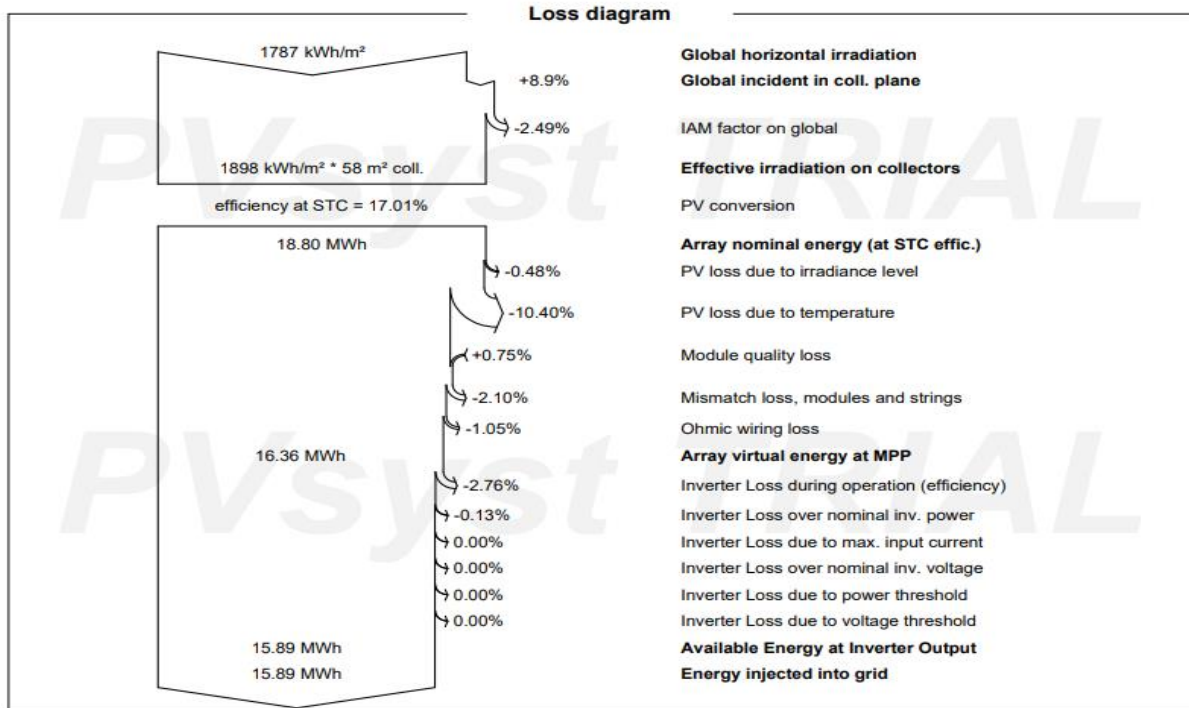 Loss diagram
1787 kWh/m² Global horizontal irradiation
+8.9% Global incident in coll. plane
-2.49% IAM factor on global
1898 kWh/m² * 58 m² coll. Effective irradiation on collectors
efficiency at STC = 17.01% PV conversion
18.80 MWh Array nominal energy (at STC effic.)
-0.48% PV loss due to irradiance level
-10.40% PV loss due to temperature
+0.75% Module quality loss
-2.10% Mismatch loss, modules and strings
-1.05% Ohmic wiring loss
16.36 MWh Array virtual energy at MPP
-2.76% Inverter Loss during operation (efficiency)
-0.13% Inverter Loss over nominal inv. power
0.00% Inverter Loss due to max. input current
0.00% Inverter Loss over nominal inv. voltage
0.00% Inverter Loss due to power threshold
0.00% Inverter Loss due to voltage threshold
15.89 MWh Available Energy at Inverter Output
15.89 MWh Energy injected into grid
PVsyst TRIAL
PVsyst TRIAL